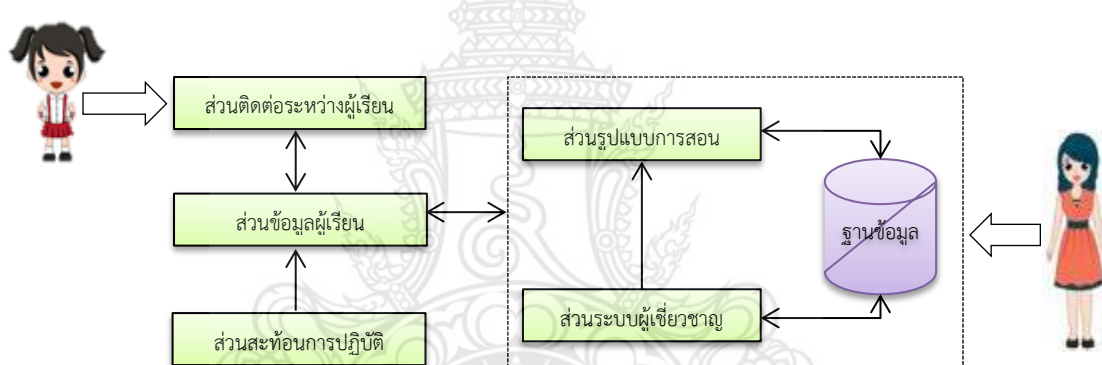 ส่วนติดต่อระหว่างผู้เรียน
ส่วนรูปแบบการสอน
ส่วนข้อมูลผู้เรียน
ฐานข้อมูล
ส่วนระบบผู้เชี่ยวชาญ
ส่วนสะท้อนการปฏิบัติ